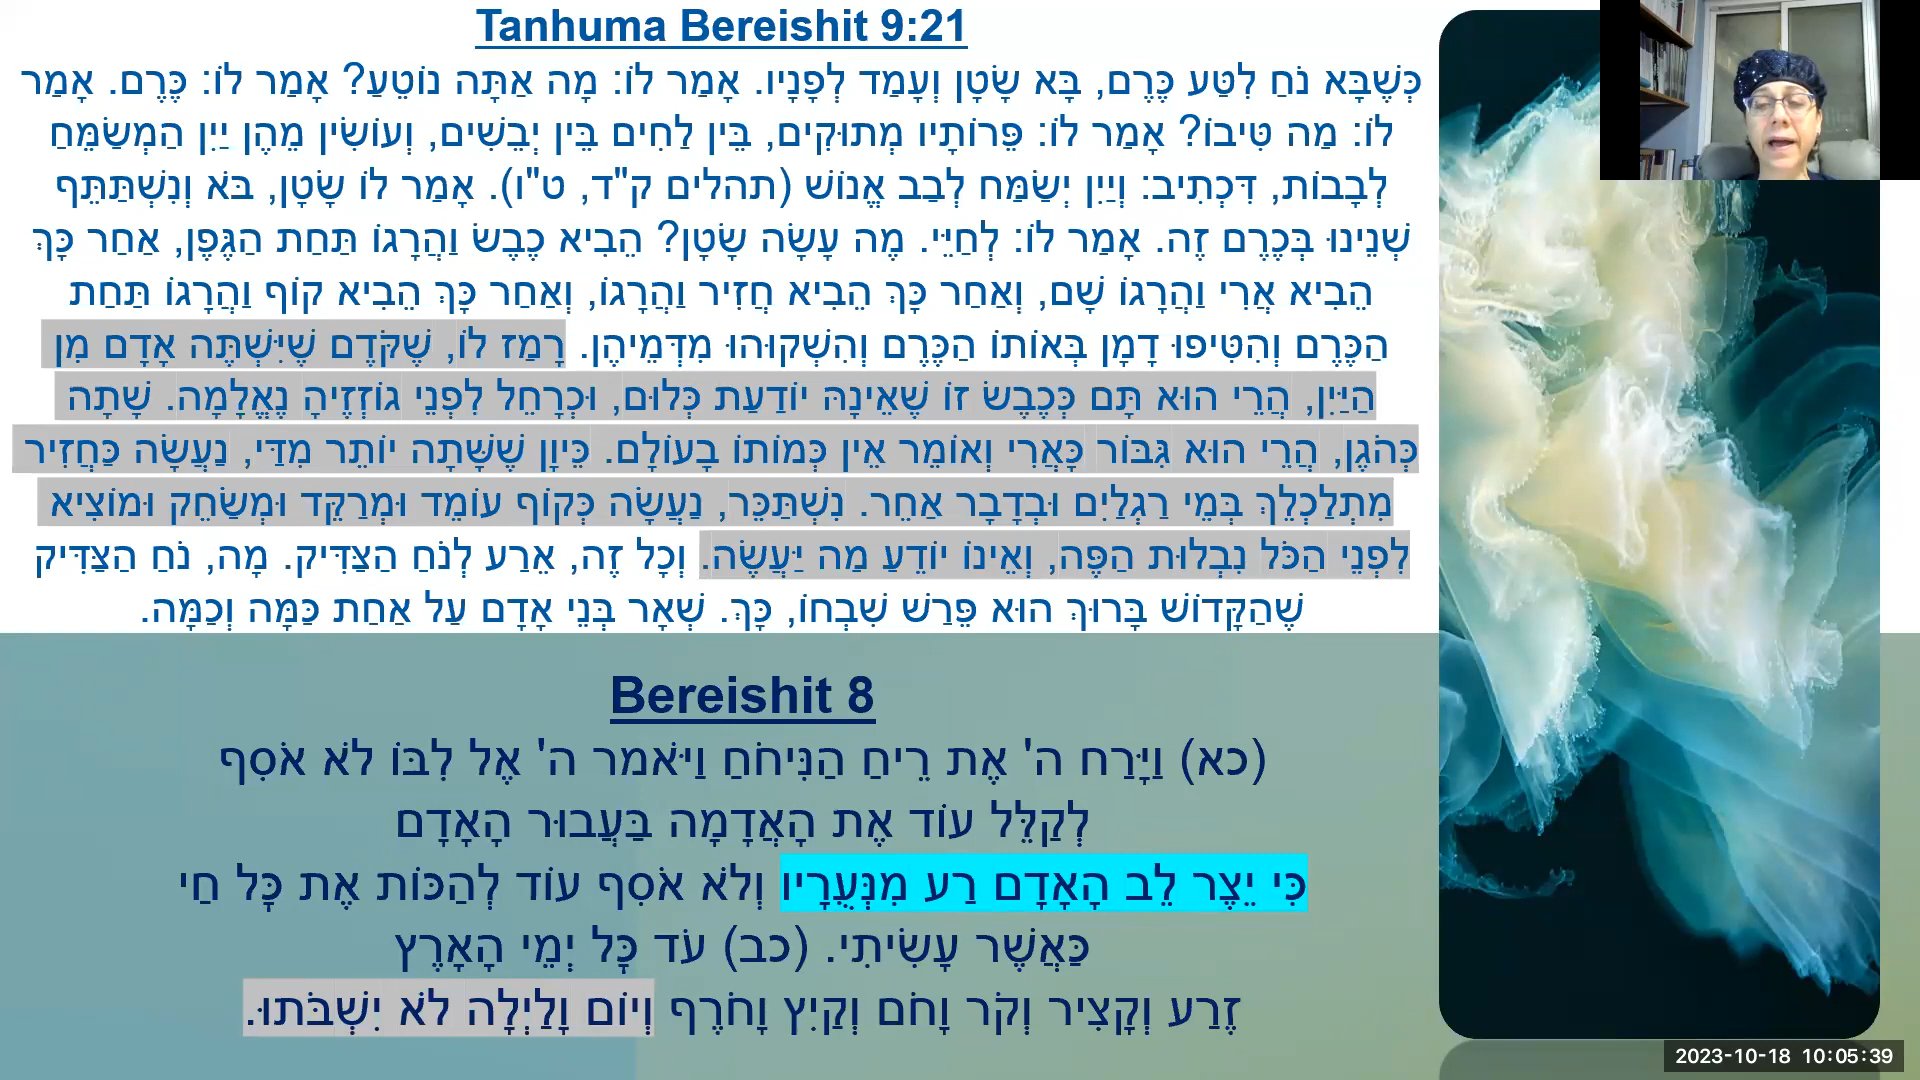 Tanhuma Bereishit 9:21
כְּשֶׁבָּא נֹחַ לִטַּע כֶּרֶם, בָּא שָׂטָן וְעָמַד לְפָנָיו. אָמַר לוֹ: מָה אַתָּה נוֹטֵעַ? אָמַר לוֹ: כֶּרֶם. אָמַר
לוֹ: מַה טִּיבוֹ? אָמַר לוֹ: פֵּרוֹתָיו מְתוּקִים, בֵּין לַחִים בֵּין יְבֵשִׁים, וְעוֹשִׂין מֵהֶן יַיִן הַמְשַׂמֵּחַ
לְבָבוֹת, דִּכְתִיב: וְיַיִן יְשַׂמַּח לְבַב אֱנוֹשׁ (תהלים ק"ד, ט"ו). אָמַר לוֹ שָׂטָן, בֹּא וְנִשְׁתַּתֵּף
שְׁנֵינוּ בְּכֶרֶם זֶה. אָמַר לוֹ: לְחַיֵּי. מֶה עָשָׂה שָׂטָן? הֵבִיא כֶבֶשׂ וַהֲרָגוֹ תַּחַת הַגֶּפֶן, אַחַר כָּךְ
הֵבִיא אֲרִי וַהֲרָגוֹ שָׁם, וְאַחַר כָּךְ הֵבִיא חֲזִיר וַהֲרָגוֹ, וְאַחַר כָּךְ הֵבִיא קוֹף וַהֲרָגוֹ תַּחַת
הַכֶּרֶם וְהִטִּיפוּ דָמָן בְּאוֹתוֹ הַכֶּרֶם וְהִשְׁקוּהוּ מִדְּמֵיהֶן. רָמַז לוֹ, שֶׁקֹּדֶם שֶׁיִּשְׁתֶּה אָדָם מִן
הַיַּיִן, הֲרֵי הוּא תָּם כְּכֶבֶשׂ זוֹ שֶׁאֵינָהּ יוֹדַעַת כְּלוּם, וּכְרָחֵל לִפְנֵי גוֹזְזֶיהָ נֶאֱלָמָה. שָׁתָה
כְּהֹגֶן, הֲרֵי הוּא גִּבּוֹר כָּאֲרִי וְאוֹמֵר אֵין כְּמוֹתוֹ בָעוֹלָם. כֵּיוָן שֶׁשָּׁתָה יוֹתֵר מִדַּי, נַעֲשָׂה כַּחֲזִיר
מִתְלַכְלֵךְ בְּמֵי רַגְלַיִם וּבְדָבָר אַחֵר. נִשְׁתַּכֵּר, נַעֲשָׂה כְּקוֹף עוֹמֵד וּמְרַקֵּד וּמְשַׂחֵק וּמוֹצִיא
לִפְנֵי הַכֹּל נִבְלוּת הַפֶּה, וְאֵינוֹ יוֹדֵעַ מַה יַּעֲשֶׂה. וְכָל זֶה, אֵרַע לְנֹחַ הַצַּדִּיק. מָה, נֹחַ הַצַּדִּיק
שֶׁהַקָּדוֹשׁ בָּרוּךְ הוּא פֵּרַשׁ שִׁבְחוֹ, כָּךְ. שְׁאָר בְּנֵי אָדָם עַל אַחַת כַּמָּה וְכַמָּה.
Bereishit 8
(כא) וַיָּרַח ה' אֶת רֵיחַ הַנִּיחֹחַ וַיֹּאמר ה' אֶל לִבּוֹ לֹא אֹסִף
לְקַלֵּל עוֹד אֶת הָאֲדָמָה בַּעֲבוּר הָאָדָם
כִּי יֵצֶר לֵב הָאָדָם רַע מִנְּעֻרָיו וְלֹא אֹסִף עוֹד לְהַכּוֹת אֶת כָּל חַי
כַּאֲשֶׁר עָשִׂיתִי. (כב) עֹד כָּל יְמֵי הָאָרֶץ
זֶרַע וְקָצִיר וְקֹר וָחֹם וְקַיִץ וָחֹרֶף וְיוֹם וָלַיְלָה לֹא יִשְׁבֹּתוּ.
2023-10-18 10:05:39